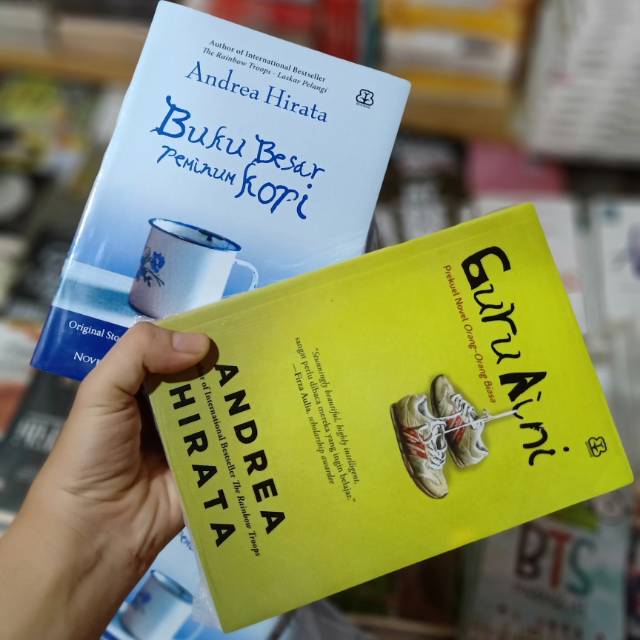 Author of International Bestseller
The Rainbow Troops - Laskar Pelangi
Andrea Hirata
Buku Besar
Peminum Kopi
Original Sto
Nov
Guru Aini
Prekuel Novel Orang-Orang Biasa
"Stunningly beautiful, highly intelligent,
sangat perlu dibaca mereka yang ingin belajar."
—Firza Aulia, scholarship awardee
ANDREA
of International Bestseller The Rainbow Troops
HIRATA
BTS